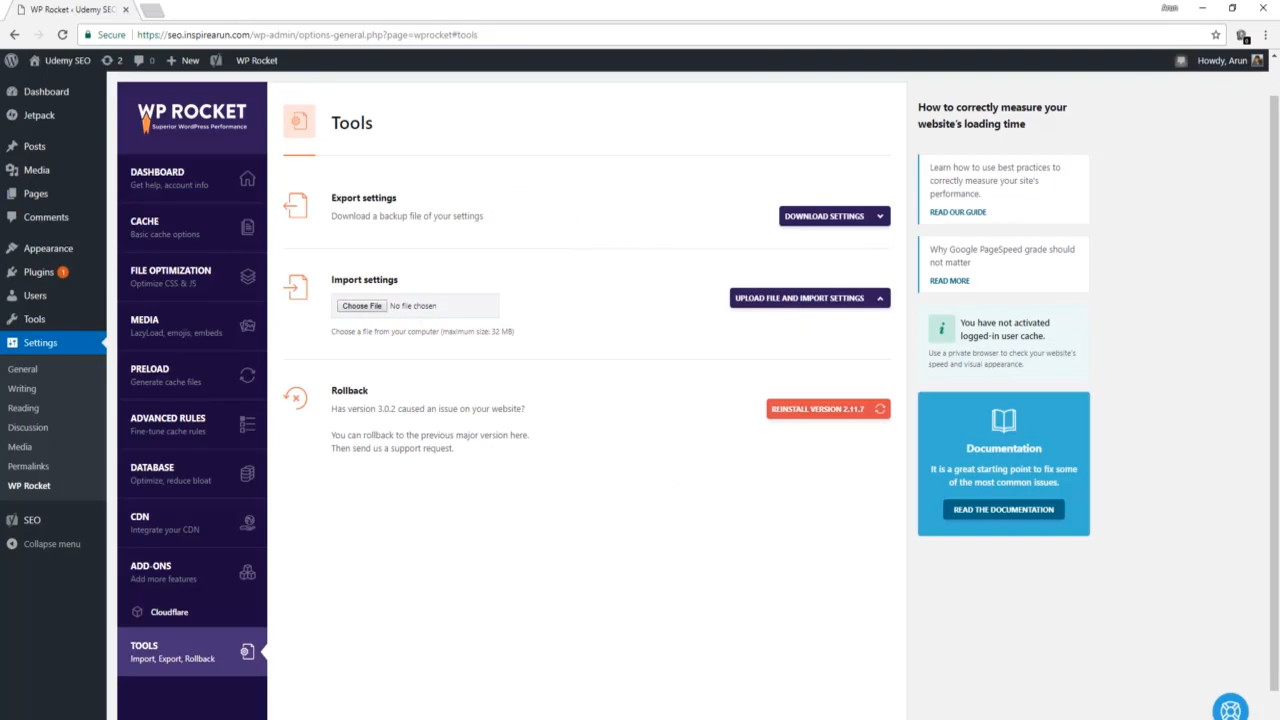 WP Rocket ‹ Udemy SEO
Arun
Secure https://seo.inspirearun.com/wp-admin/options-general.php?page=wprocket#tools
Udemy SEO 2 0 New WP Rocket Howdy, Arun
Dashboard
Jetpack
Posts
Media
Pages
Comments
Appearance
Plugins 1
Users
Tools
Settings
General
Writing
Reading
Discussion
Media
Permalinks
WP Rocket
SEO
Collapse menu
WP ROCKET
Superior WordPress Performance
DASHBOARD
Get help, account info
CACHE
Basic cache options
FILE OPTIMIZATION
Optimize CSS & JS
MEDIA
LazyLoad, emojis, embeds
PRELOAD
Generate cache files
ADVANCED RULES
Fine-tune cache rules
DATABASE
Optimize, reduce bloat
CDN
Integrate your CDN
ADD-ONS
Add more features
Cloudflare
TOOLS
Import, Export, Rollback
Tools
Export settings
Download a backup file of your settings
DOWNLOAD SETTINGS
Import settings
Choose File No file chosen
UPLOAD FILE AND IMPORT SETTINGS
Choose a file from your computer (maximum size: 32 MB)
Rollback
Has version 3.0.2 caused an issue on your website?
REINSTALL VERSION 2.11.7
You can rollback to the previous major version here.
Then send us a support request.
How to correctly measure your
website's loading time
Learn how to use best practices to
correctly measure your site's
performance.
READ OUR GUIDE
Why Google PageSpeed grade should
not matter
READ MORE
i
You have not activated
logged-in user cache.
Use a private browser to check your website's
speed and visual appearance.
Documentation
It is a great starting point to fix some
of the most common issues.
READ THE DOCUMENTATION